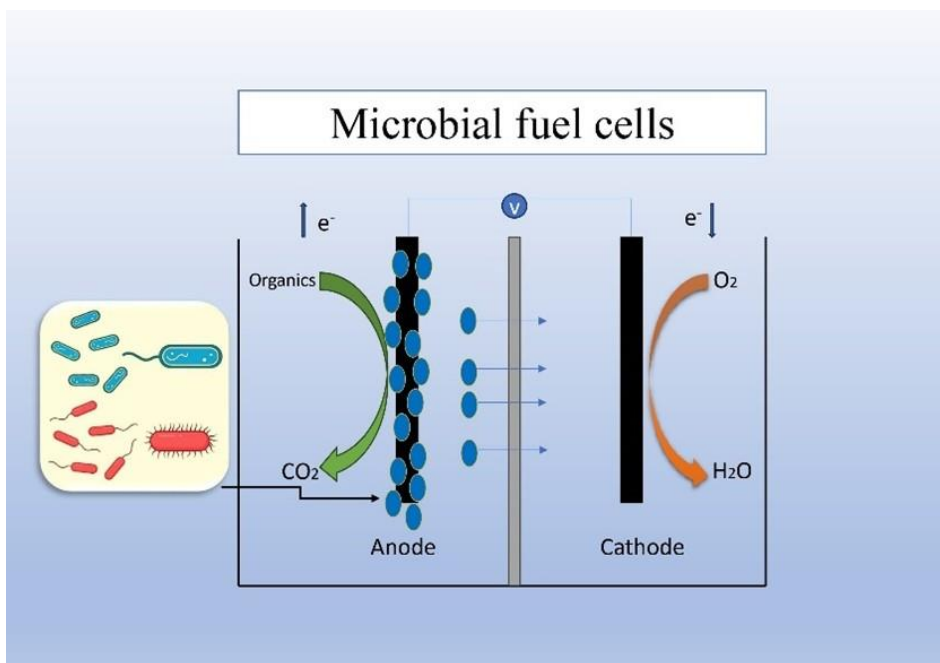 Microbial fuel cells
V
e⁻
e⁻
Organics
O₂
CO₂
H₂O
Anode
Cathode